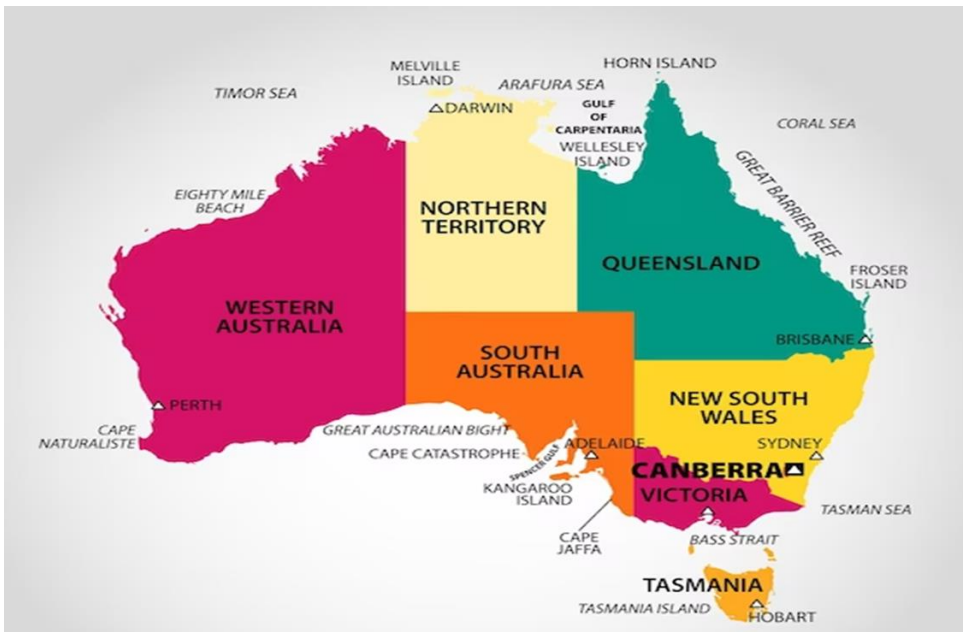 MELVILLE
ISLAND
HORN ISLAND
TIMOR SEA
ARAFURA SEA
DARWIN
GULF
OF
CARPENTARIA
CORAL SEA
WELLESLEY
ISLAND
GREAT BARRIER REEF
EIGHTY MILE
BEACH
NORTHERN
TERRITORY
QUEENSLAND
FROSER
ISLAND
WESTERN
AUSTRALIA
BRISBANE
SOUTH
AUSTRALIA
NEW SOUTH
WALES
PERTH
CAPE
NATURALISTE
GREAT AUSTRALIAN BIGHT
ADELAIDE
SYDNEY
CAPE CATASTROPHE
SPENCER GULF
CANBERRA
KANGAROO
ISLAND
VICTORIA
TASMAN SEA
CAPE
JAFFA
BASS STRAIT
TASMANIA
TASMANIA ISLAND
HOBART